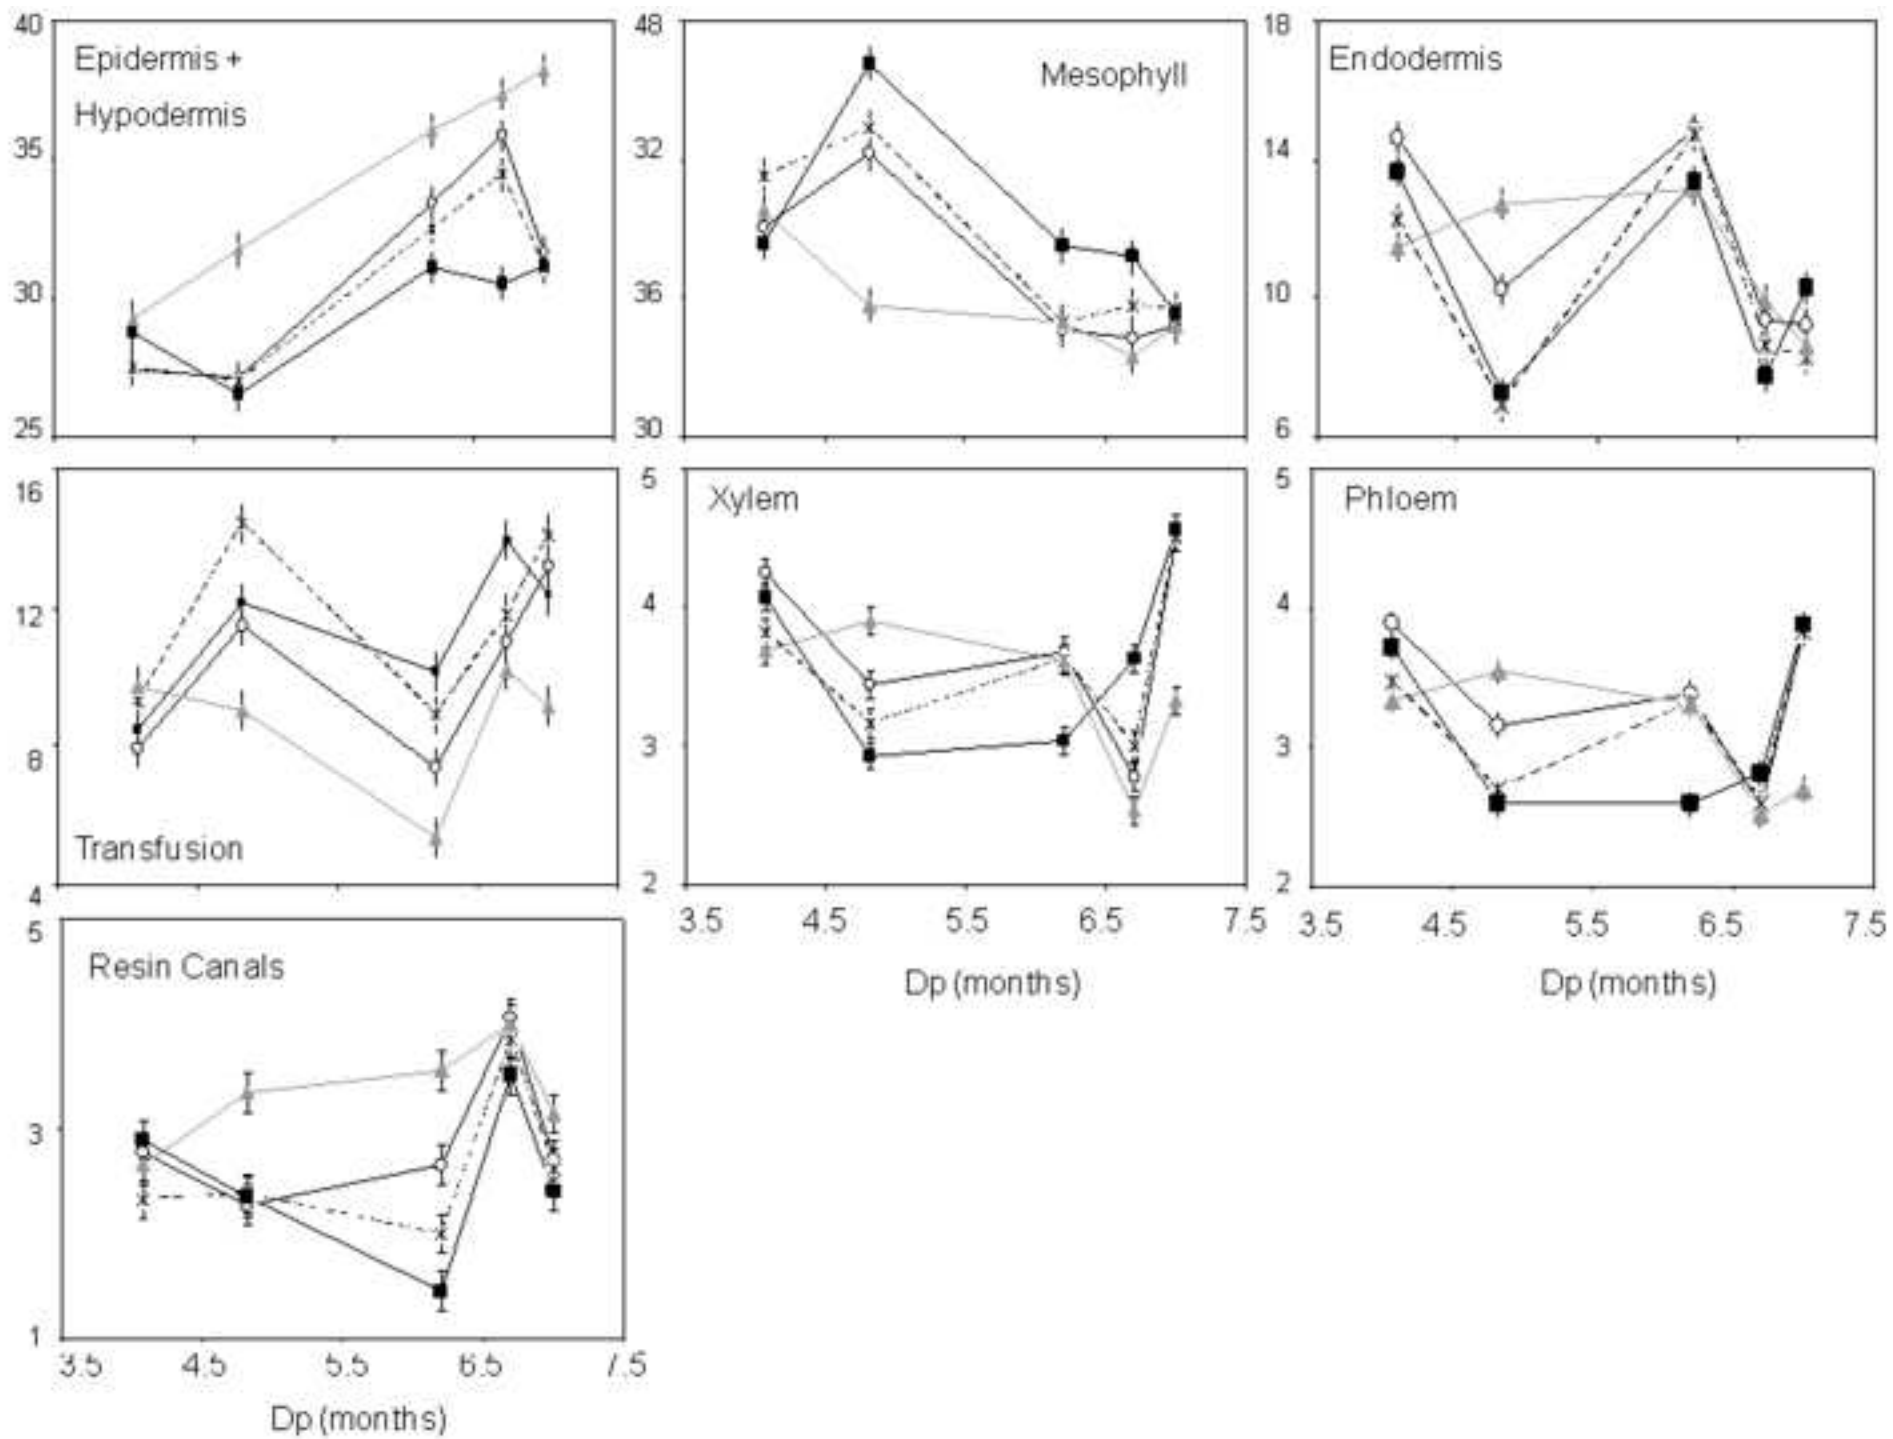 40
35
30
25
Epidermis +
Hypodermis
48
32
36
30
Mesophyll
18
14
10
6
Endodermis
16
12
8
4
Transfusion
5
4
3
2
Xylem
3.5 4.5 5.5 6.5 7.5
Dp (months)
5
4
3
2
Phloem
3.5 4.5 5.5 6.5 7.5
Dp (months)
5
3
1
Resin Canals
3.5 4.5 5.5 6.5 7.5
Dp (months)